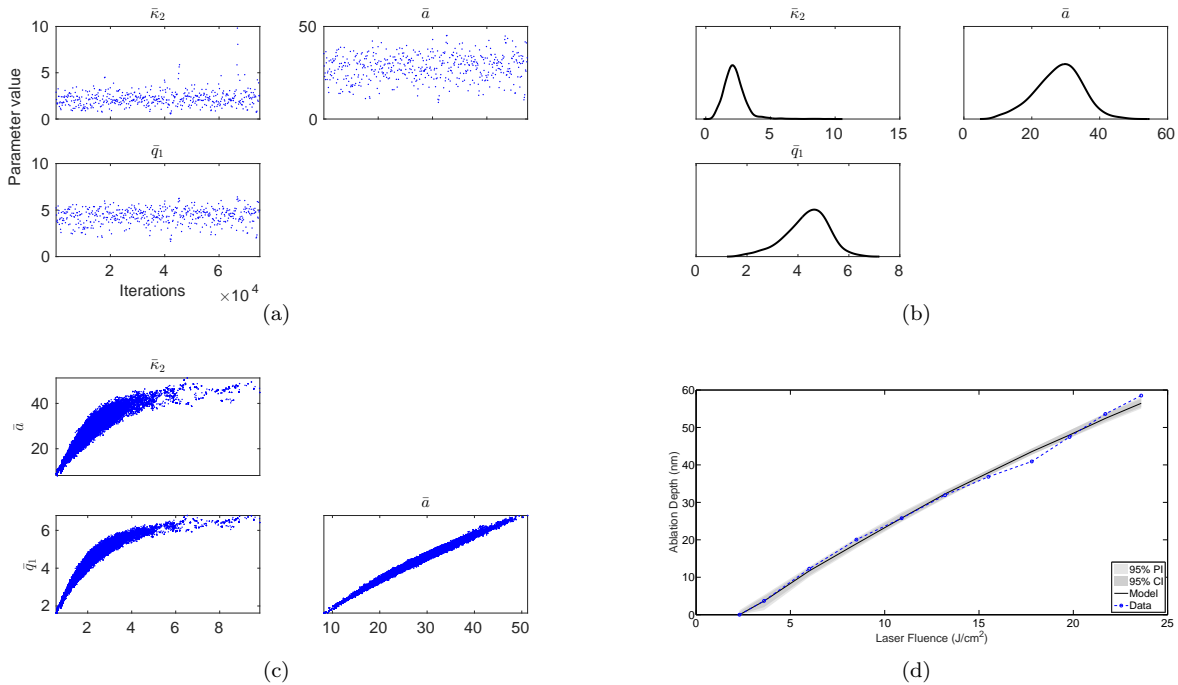 κ̄₂
ā
10
5
0
50
0
Parameter value
q̄₁
10
5
0
2 4 6
Iterations
×10⁴
(a)
κ̄₂
ā
0 5 10 15
0 20 40 60
q̄₁
0 2 4 6 8
(b)
κ̄₂
ā
40
20
ā
q̄₁
6
4
2
2 4 6 8
10 20 30 40 50
(c)
60
50
40
30
20
10
0
Ablation Depth (nm)
0 5 10 15 20 25
Laser Fluence (J/cm²)
95% PI
95% CI
Model
Data
(d)